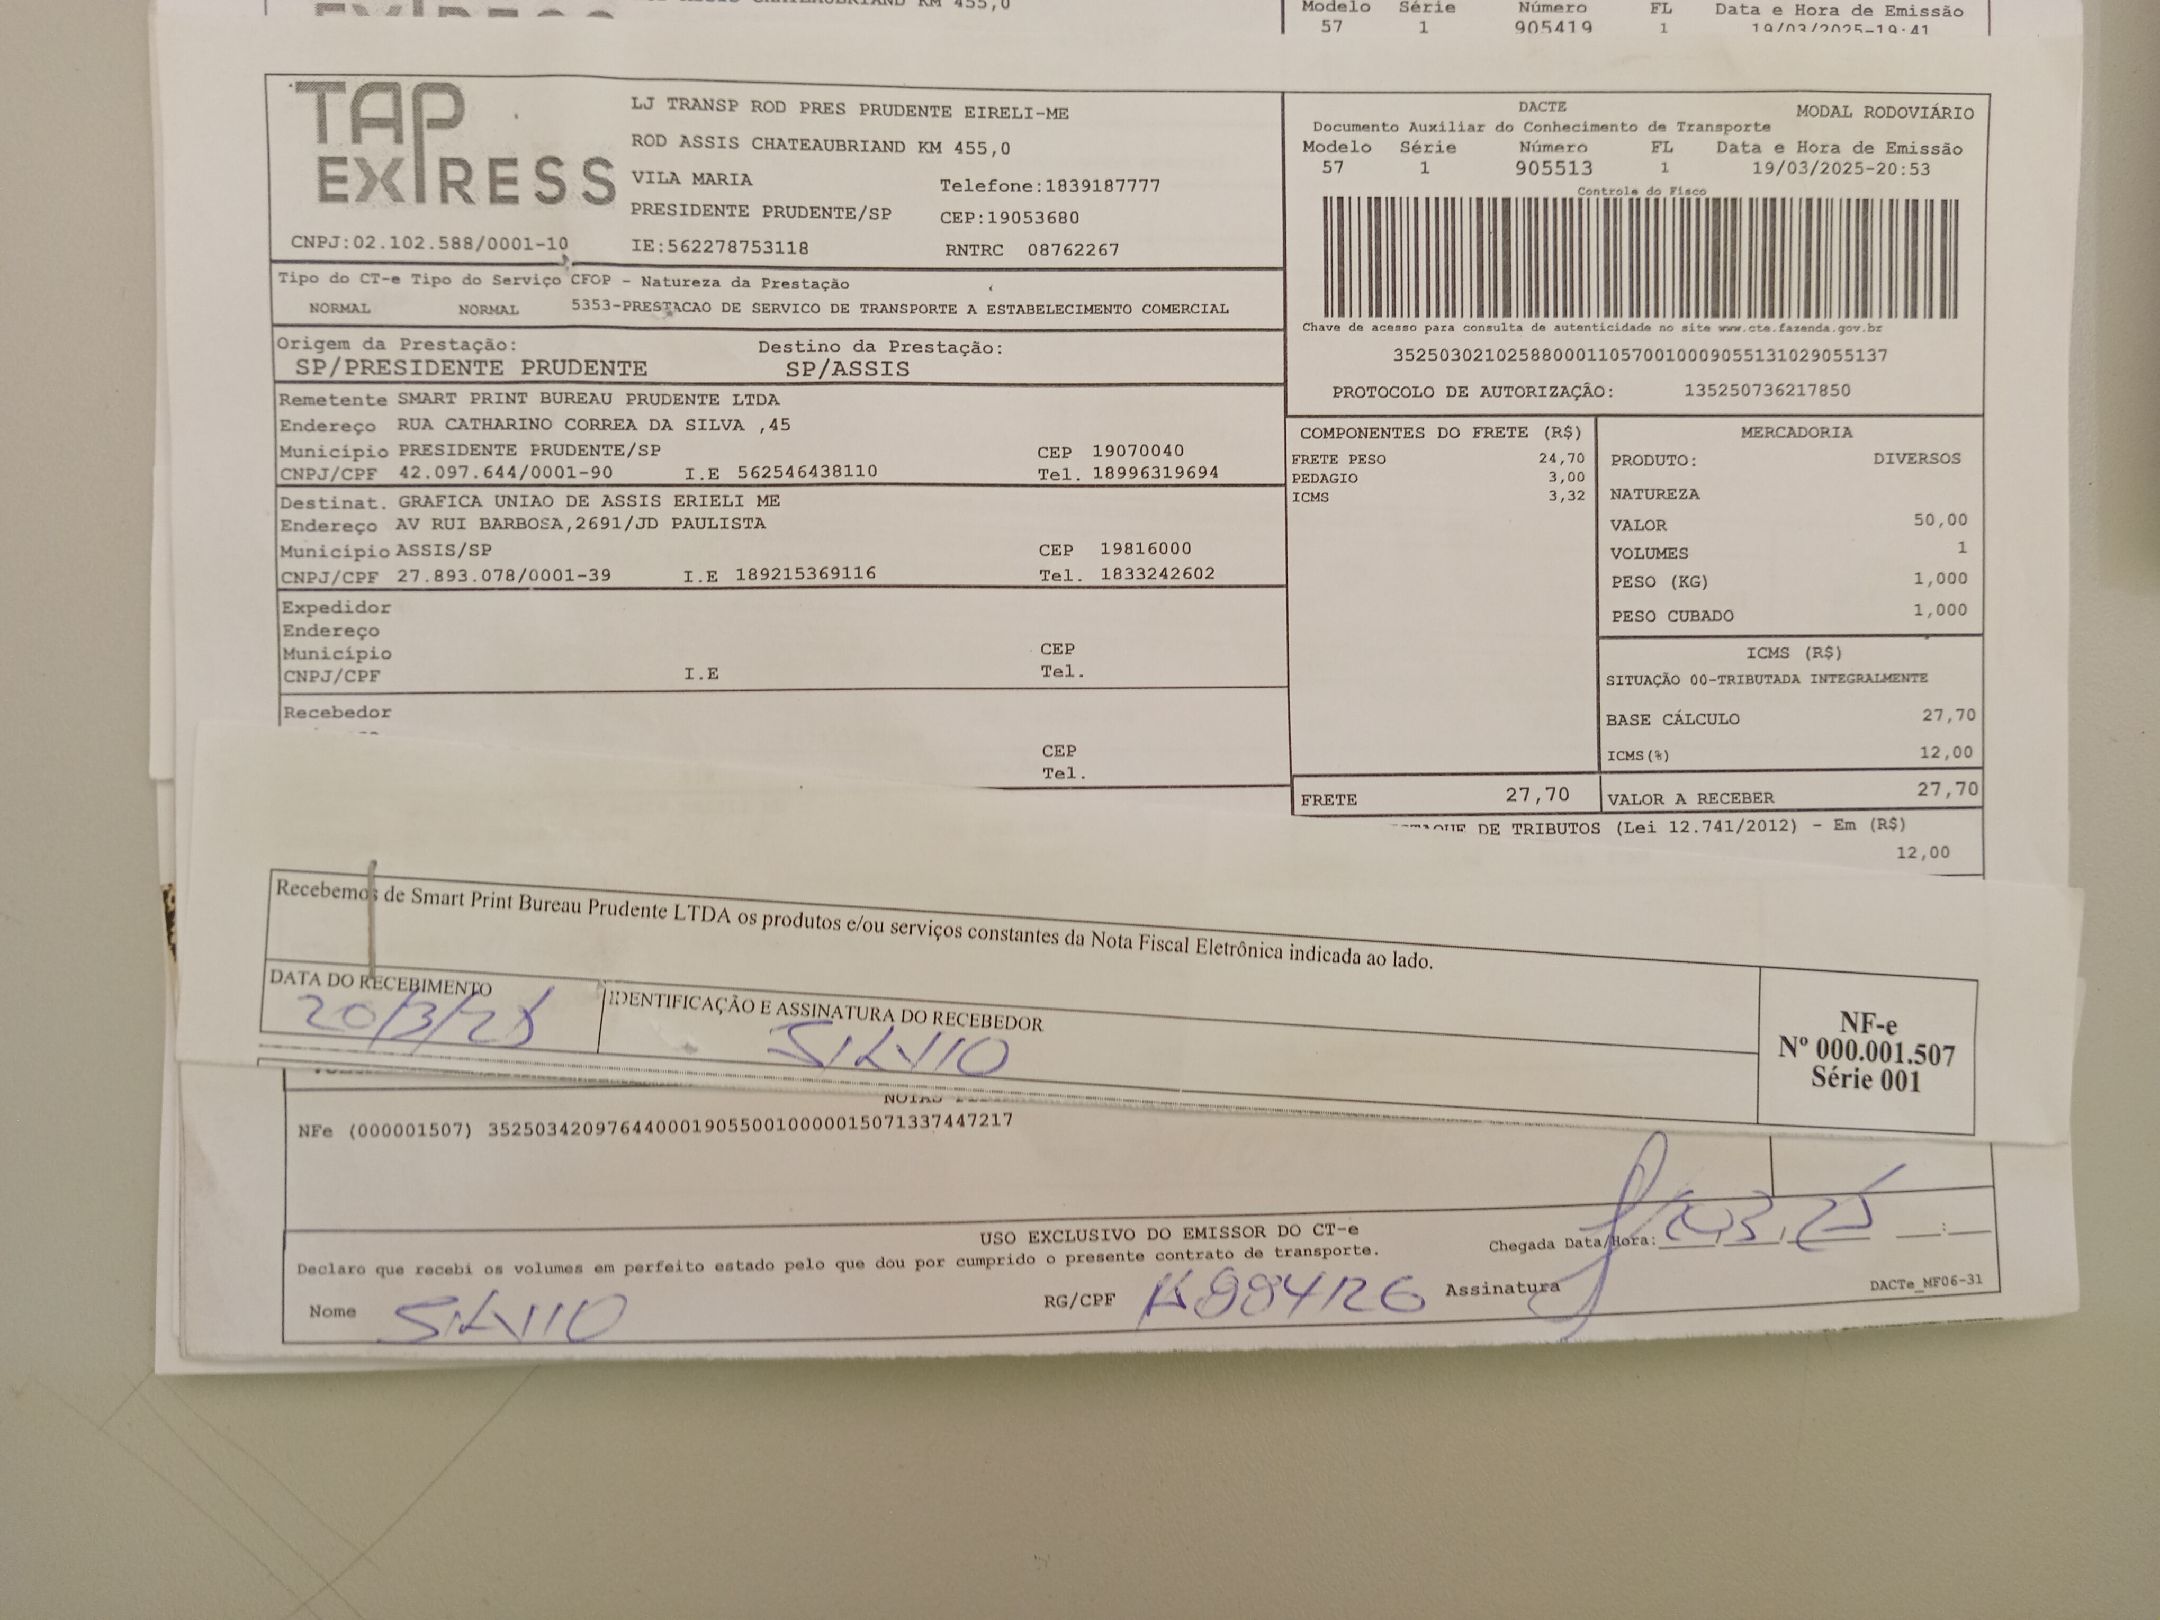 KM 455,0
Modelo Série Número FL Data e Hora de Emissão
57 1 905419 1 19/03/2025-19:41
TAP EXPRESS
LJ TRANSP ROD PRES PRUDENTE EIRELI-ME
ROD ASSIS CHATEAUBRIAND KM 455,0
VILA MARIA Telefone:1839187777
PRESIDENTE PRUDENTE/SP CEP:19053680
CNPJ:02.102.588/0001-10 IE:562278753118 RNTRC 08762267
DACTE MODAL RODOVIÁRIO
Documento Auxiliar do Conhecimento de Transporte
Modelo Série Número FL Data e Hora de Emissão
57 1 905513 1 19/03/2025-20:53
Controle do Fisco
Chave de acesso para consulta de autenticidade no site www.cte.fazenda.gov.br
35250302102588000110570010009055131029055137
PROTOCOLO DE AUTORIZAÇÃO: 135250736217850
Tipo do CT-e Tipo do Serviço CFOP - Natureza da Prestação
NORMAL NORMAL 5353-PRESTACAO DE SERVICO DE TRANSPORTE A ESTABELECIMENTO COMERCIAL
Origem da Prestação: Destino da Prestação:
SP/PRESIDENTE PRUDENTE SP/ASSIS
Remetente SMART PRINT BUREAU PRUDENTE LTDA
Endereço RUA CATHARINO CORREA DA SILVA ,45
Município PRESIDENTE PRUDENTE/SP CEP 19070040
CNPJ/CPF 42.097.644/0001-90 I.E 562546438110 Tel. 18996319694
Destinat. GRAFICA UNIAO DE ASSIS ERIELI ME
Endereço AV RUI BARBOSA,2691/JD PAULISTA
Município ASSIS/SP CEP 19816000
CNPJ/CPF 27.893.078/0001-39 I.E 189215369116 Tel. 1833242602
Expedidor
Endereço
Município CEP
CNPJ/CPF I.E Tel.
Recebedor
CEP
Tel.
COMPONENTES DO FRETE (R$)
FRETE PESO 24,70
PEDAGIO 3,00
ICMS 3,32
MERCADORIA
PRODUTO: DIVERSOS
NATUREZA
VALOR 50,00
VOLUMES 1
PESO (KG) 1,000
PESO CUBADO 1,000
ICMS (R$)
SITUAÇÃO 00-TRIBUTADA INTEGRALMENTE
BASE CÁLCULO 27,70
ICMS(%) 12,00
FRETE 27,70 VALOR A RECEBER 27,70
DE TRIBUTOS (Lei 12.741/2012) - Em (R$)
12,00
Recebemos de Smart Print Bureau Prudente LTDA os produtos e/ou serviços constantes da Nota Fiscal Eletrônica indicada ao lado.
DATA DO RECEBIMENTO IDENTIFICAÇÃO E ASSINATURA DO RECEBEDOR
20/3/25 SILVIO
NF-e
Nº 000.001.507
Série 001
NFe (000001507) 35250342097644000190550010000015071337447217
USO EXCLUSIVO DO EMISSOR DO CT-e
Declaro que recebi os volumes em perfeito estado pelo que dou por cumprido o presente contrato de transporte.
Chegada Data/Hora: 20,3,25 __:__
Nome SILVIO RG/CPF Assinatura
DACTe_MF06-31